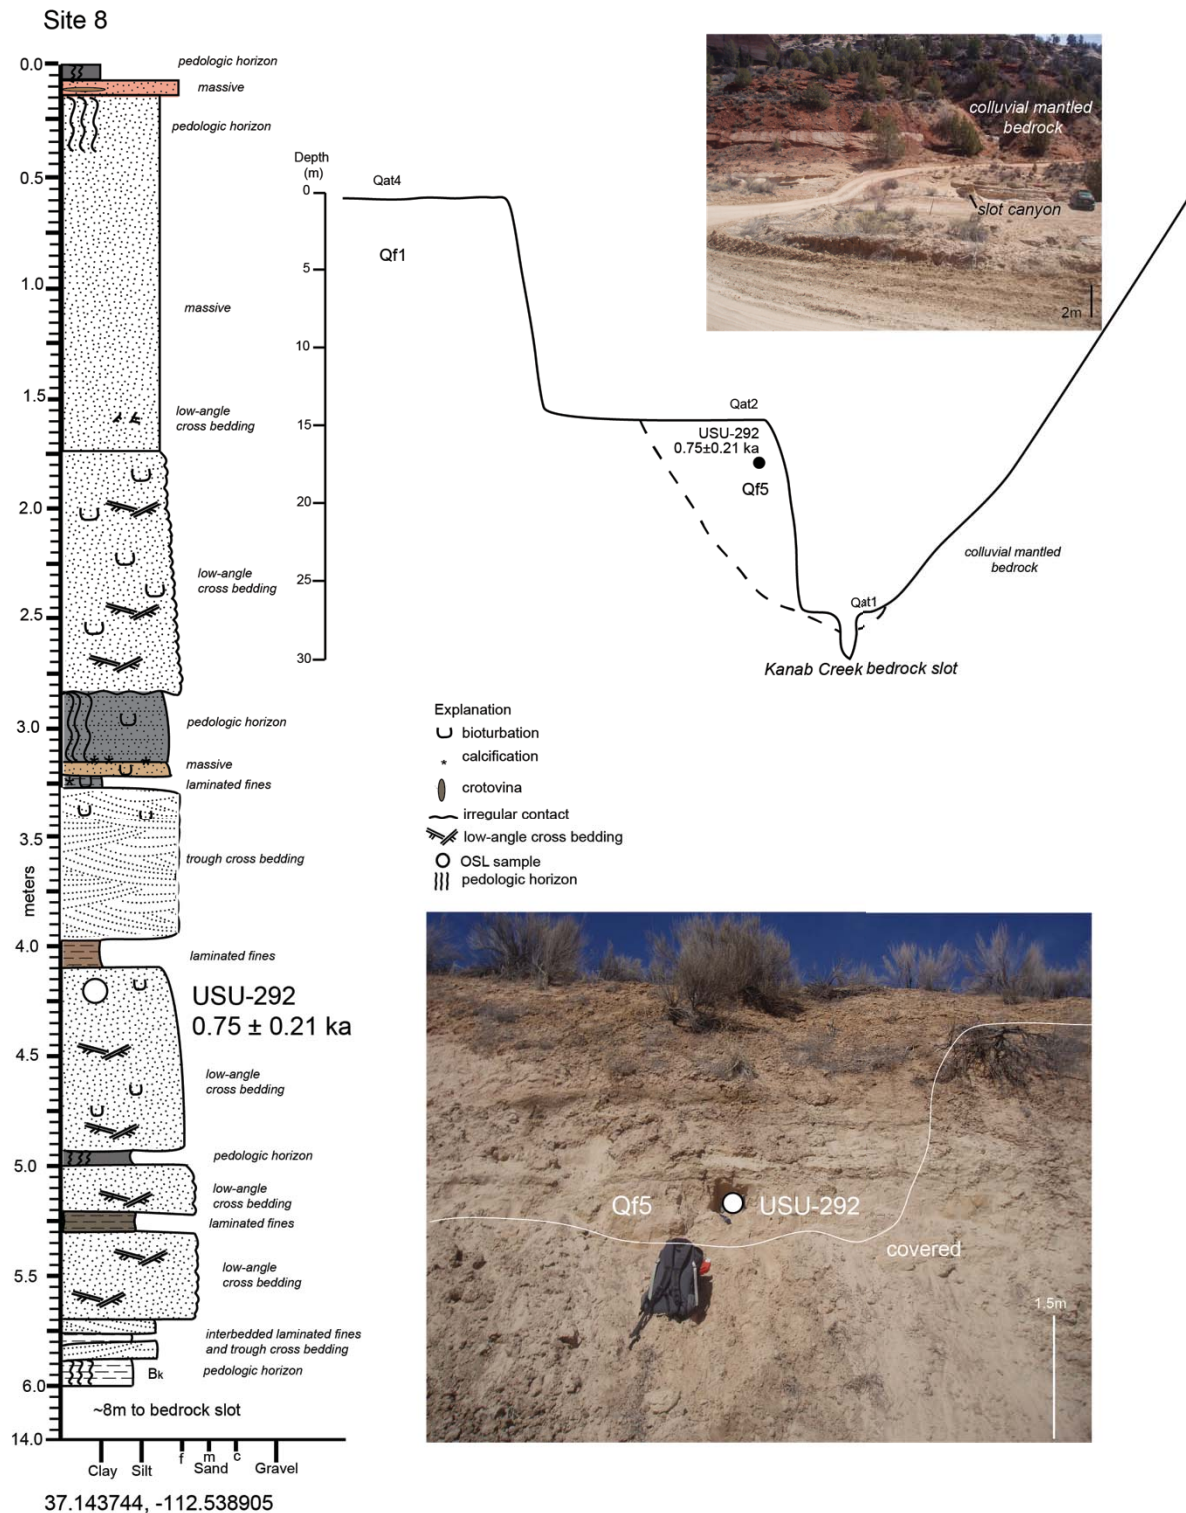 Site 8
0.0
pedologic horizon
massive
pedologic horizon
0.5
1.0
massive
1.5
low-angle
cross bedding
2.0
low-angle
cross bedding
2.5
3.0
pedologic horizon
massive
laminated fines
3.5
trough cross bedding
meters
4.0
laminated fines
USU-292
0.75 ± 0.21 ka
4.5
low-angle
cross bedding
pedologic horizon
5.0
low-angle
cross bedding
laminated fines
low-angle
cross bedding
5.5
interbedded laminated fines
and trough cross bedding
Bk
pedologic horizon
6.0
~8m to bedrock slot
14.0
Clay
Silt
f
m
c
Sand
Gravel
37.143744, -112.538905
Depth
(m)
0
5
10
15
20
25
30
Qat4
Qf1
Qat2
USU-292
0.75±0.21 ka
Qf5
Qat1
colluvial mantled
bedrock
Kanab Creek bedrock slot
colluvial mantled
bedrock
slot canyon
2m
Explanation
bioturbation
calcification
crotovina
irregular contact
low-angle cross bedding
OSL sample
pedologic horizon
Qf5
USU-292
covered
1.5m